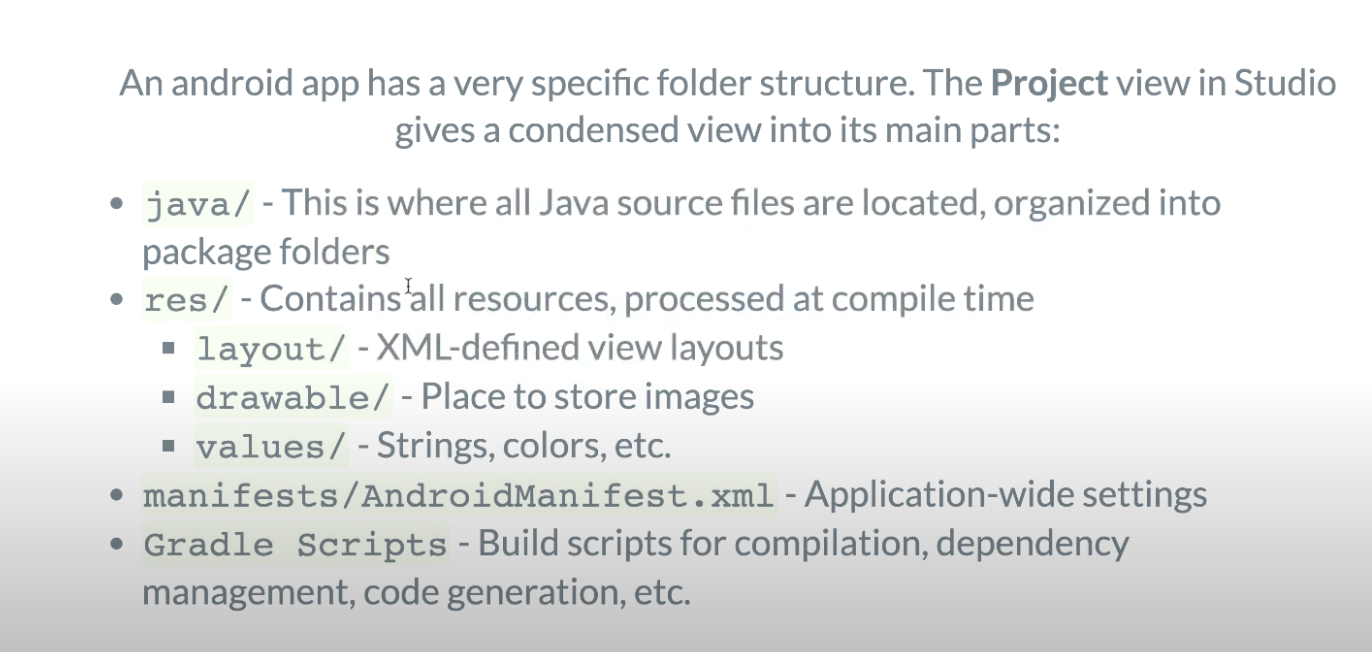 An android app has a very specific folder structure. The Project view in Studio
gives a condensed view into its main parts:
• java/ - This is where all Java source files are located, organized into
package folders
• res/ - Contains all resources, processed at compile time
▪ layout/ - XML-defined view layouts
▪ drawable/ - Place to store images
▪ values/ - Strings, colors, etc.
• manifests/AndroidManifest.xml - Application-wide settings
• Gradle Scripts - Build scripts for compilation, dependency
management, code generation, etc.